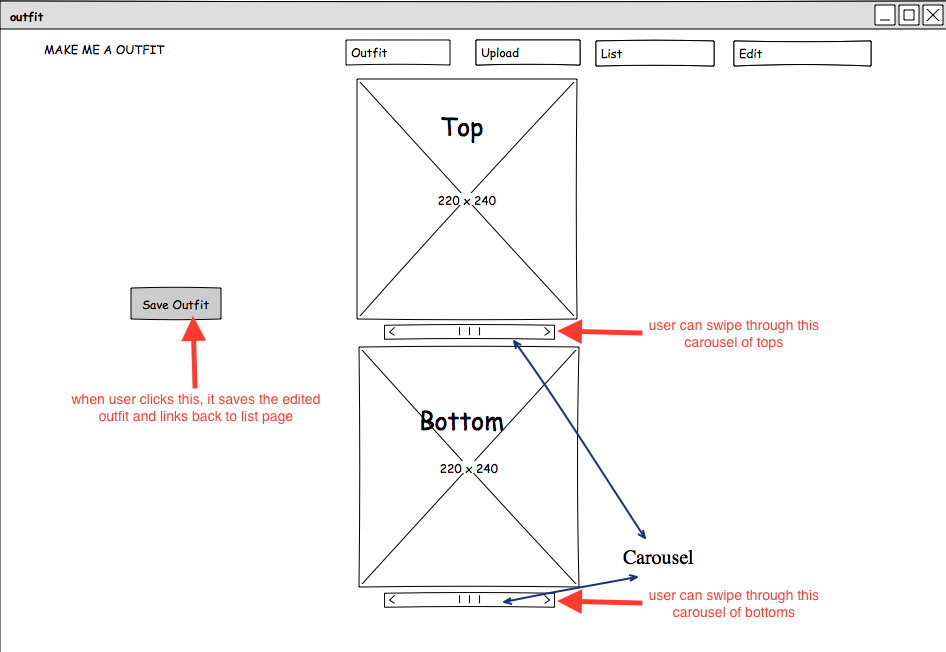 outfit
MAKE ME A OUTFIT
Outfit
Upload
List
Edit
Top
220 x 240
Save Outfit
user can swipe through this
carousel of tops
when user clicks this, it saves the edited
outfit and links back to list page
Bottom
220 x 240
Carousel
user can swipe through this
carousel of bottoms